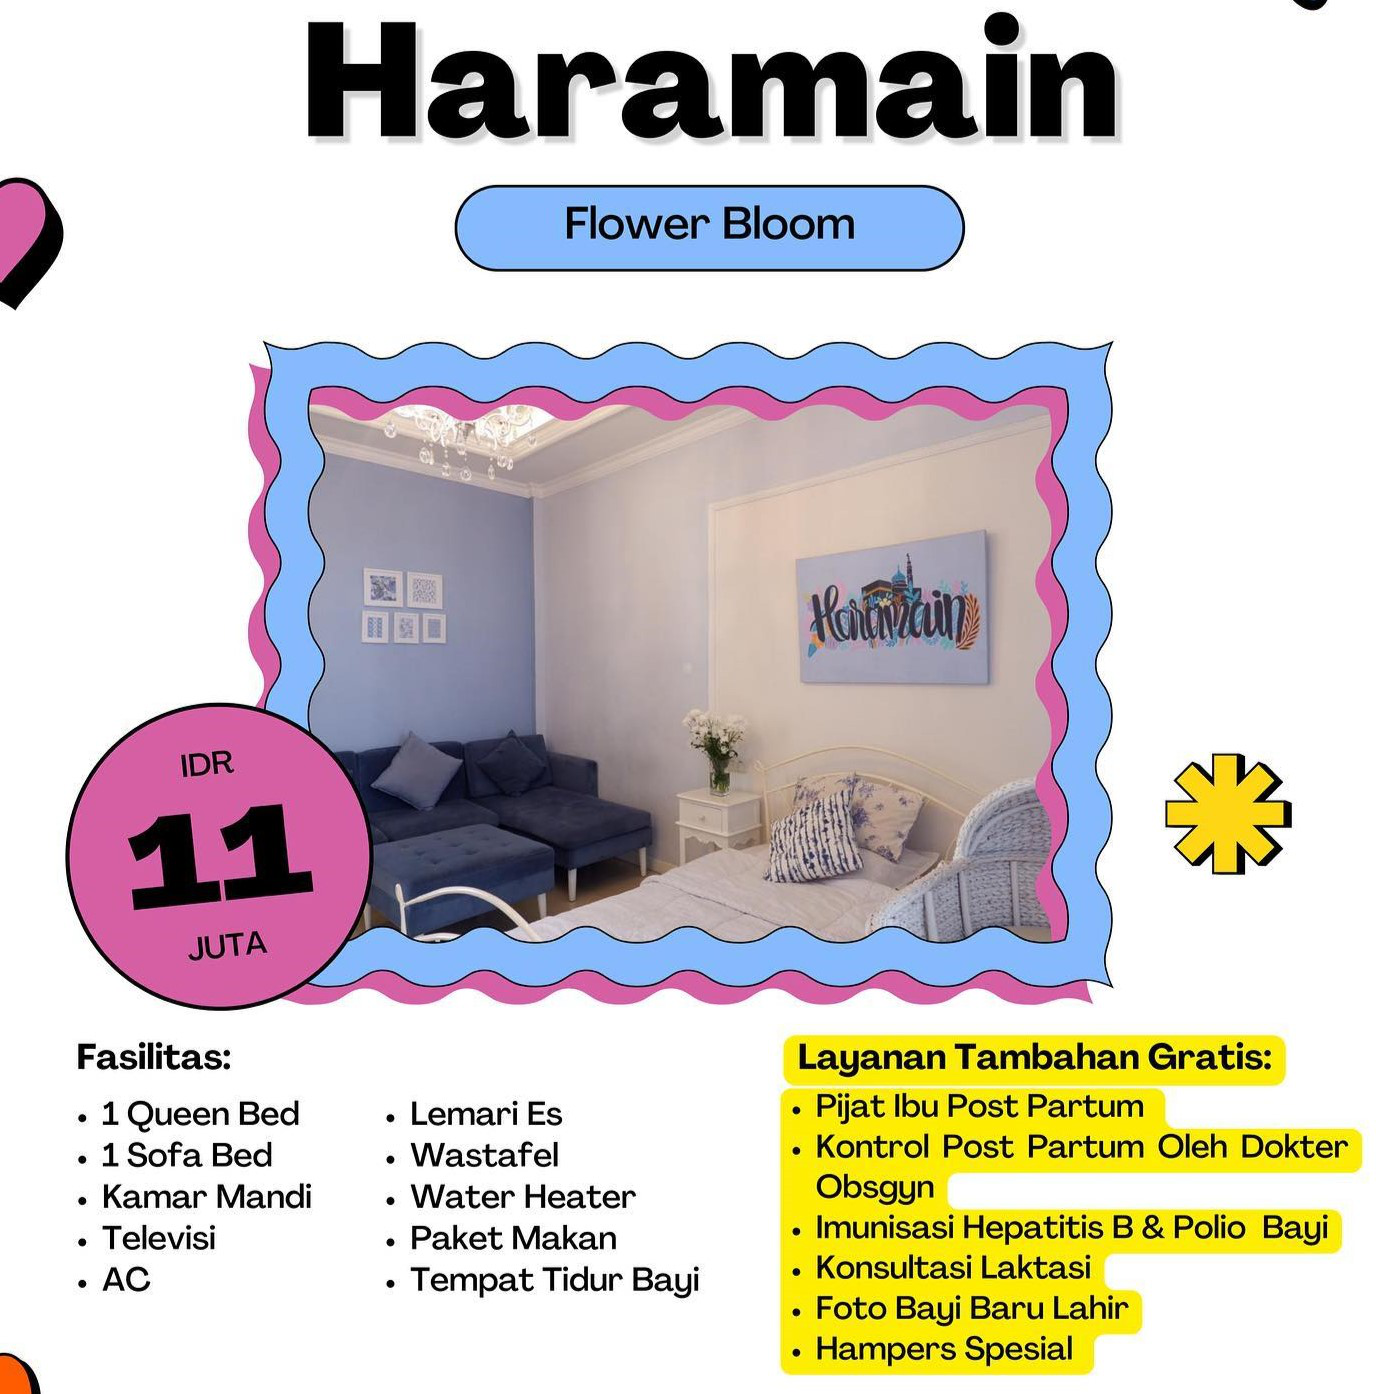 Haramain
Flower Bloom
Haramain
IDR
11
JUTA
Fasilitas:
• 1 Queen Bed
• 1 Sofa Bed
• Kamar Mandi
• Televisi
• AC
• Lemari Es
• Wastafel
• Water Heater
• Paket Makan
• Tempat Tidur Bayi
Layanan Tambahan Gratis:
• Pijat Ibu Post Partum
• Kontrol Post Partum Oleh Dokter
Obsgyn
• Imunisasi Hepatitis B & Polio Bayi
• Konsultasi Laktasi
• Foto Bayi Baru Lahir
• Hampers Spesial